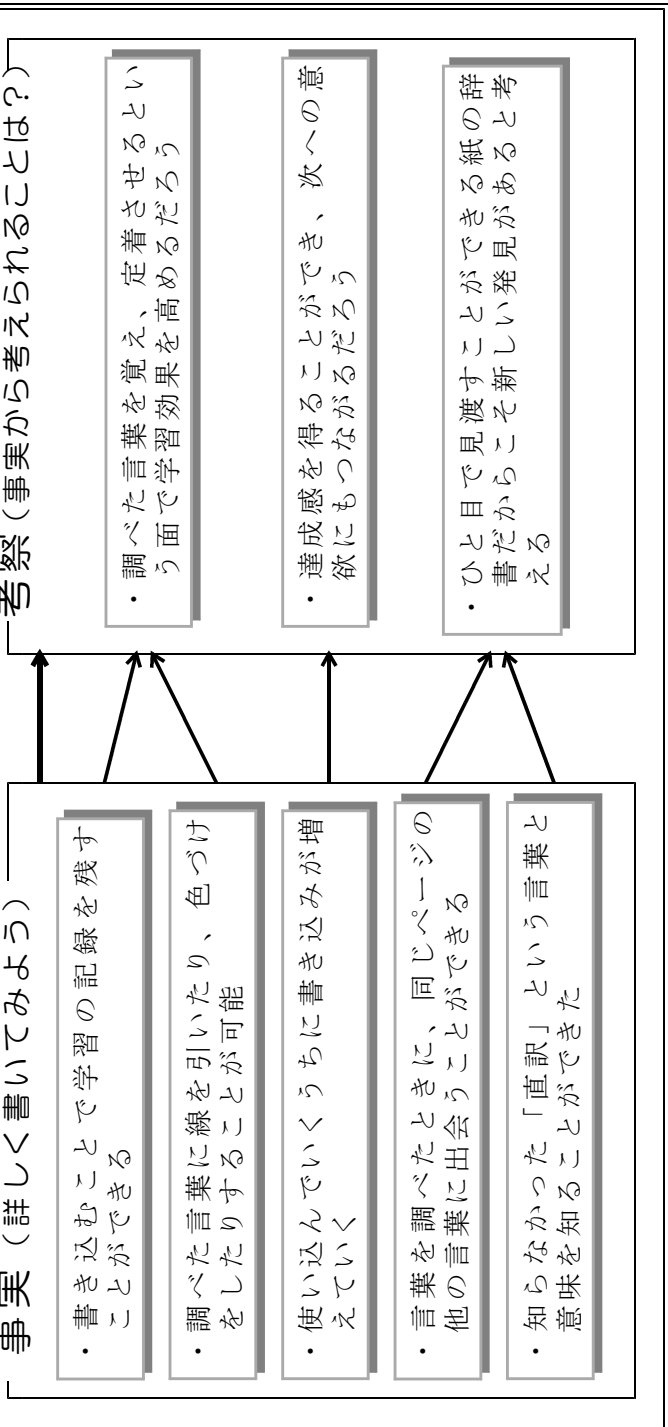 事実（詳しく書いてみよう）
・書き込むことで学習の記録を残す
ことができる
・調べた言葉に線を引いたり、色づけ
をしたりすることが可能
・使い込んでいくうちに書き込みが増
えていく
・言葉を調べたときに、同じページの
他の言葉に出会うことができる
・知らなかった「直訳」という言葉と
意味を知ることができた
考察（事実から考えられることは？）
・調べた言葉を覚え、定着させるとい
う面で学習効果を高めるだろう
・達成感を得ることができ、次への意
欲にもつながるだろう
・ひと目で見渡すことができる紙の辞
書だからこそ新しい発見があると考
える